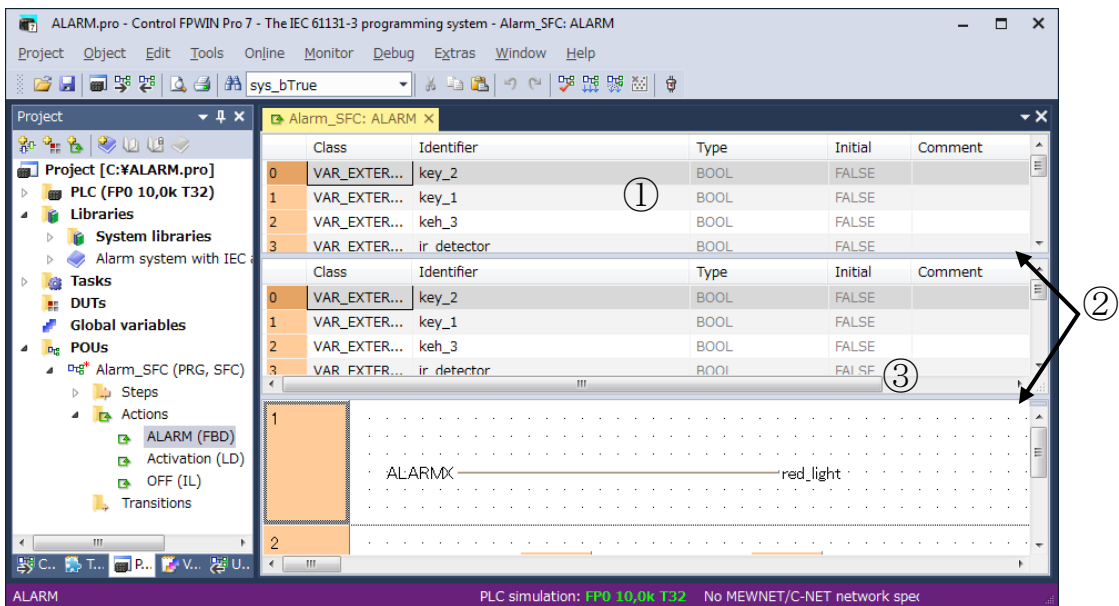 ALARM.pro - Control FPWIN Pro 7 - The IEC 61131-3 programming system - Alarm_SFC: ALARM
Project Object Edit Tools Online Monitor Debug Extras Window Help
sys_bTrue
Project
Alarm_SFC: ALARM
Project [C:¥ALARM.pro]
PLC (FP0 10,0k T32)
Libraries
System libraries
Alarm system with IEC
Tasks
DUTs
Global variables
POUs
Alarm_SFC (PRG, SFC)
Steps
Actions
ALARM (FBD)
Activation (LD)
OFF (IL)
Transitions
C... T... P... V... U...
Class Identifier Type Initial Comment
0 VAR_EXTER... key_2 BOOL FALSE
1 VAR_EXTER... key_1 BOOL FALSE
2 VAR_EXTER... keh_3 BOOL FALSE
3 VAR_EXTER... ir_detector BOOL FALSE
①
Class Identifier Type Initial Comment
0 VAR_EXTER... key_2 BOOL FALSE
1 VAR_EXTER... key_1 BOOL FALSE
2 VAR_EXTER... keh_3 BOOL FALSE
3 VAR_EXTER... ir_detector BOOL FALSE
②
③
1
ALARMX red_light
2
ALARM PLC simulation: FP0 10,0k T32 No MEWNET/C-NET network spec